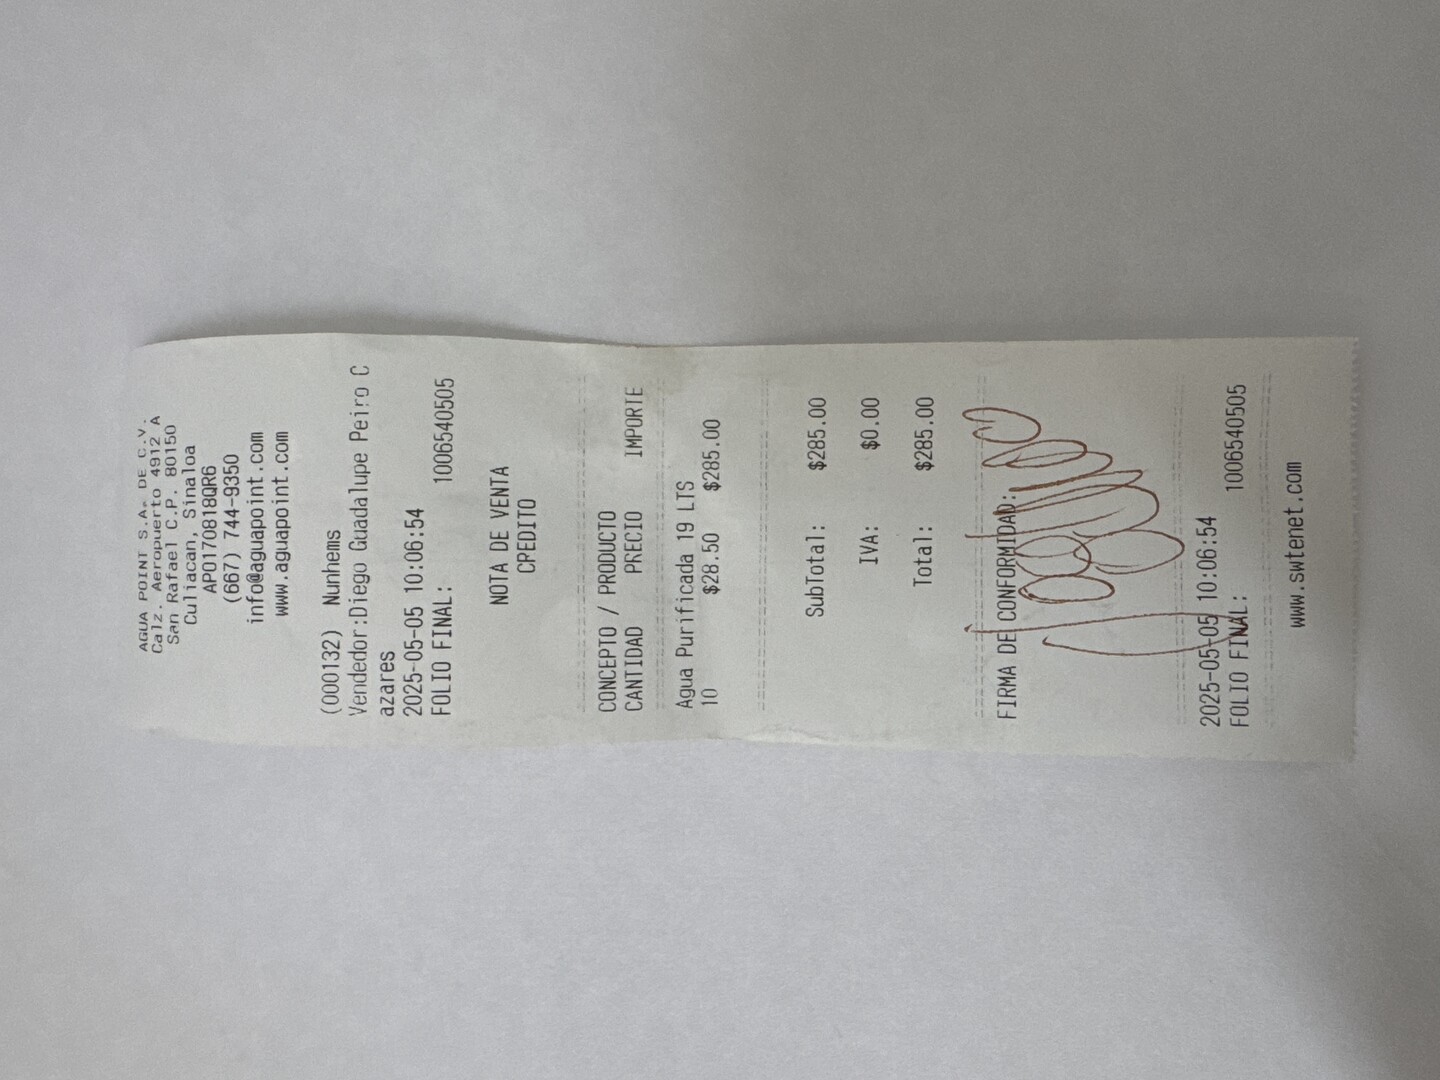 AGUA POINT S.A. DE C.V.
Calz. Aeropuerto 4912 A
San Rafael C.P. 80150
Culiacan, Sinaloa
APO170818QR6
(667) 744-9350
info@aguapoint.com
www.aguapoint.com
(000132) Nunhems
Vendedor:Diego Guadalupe Peiro C
azares
2025-05-05 10:06:54
FOLIO FINAL: 1006540505
NOTA DE VENTA
CREDITO
CONCEPTO / PRODUCTO
CANTIDAD PRECIO IMPORTE
Agua Purificada 19 LTS
10 $28.50 $285.00
SubTotal: $285.00
IVA: $0.00
Total: $285.00
FIRMA DE CONFORMIDAD:
2025-05-05 10:06:54
FOLIO FINAL: 1006540505
www.swtenet.com